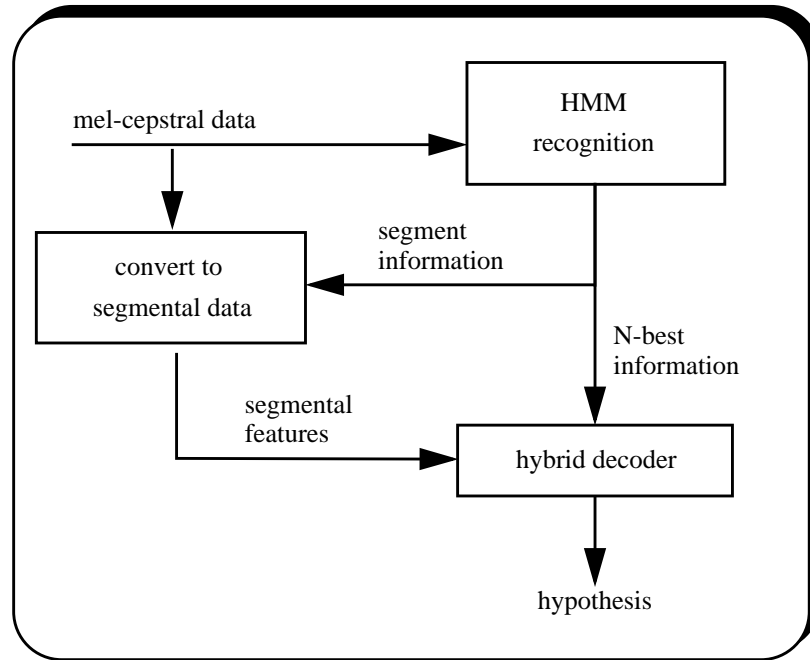 HMM
recognition
mel-cepstral data
segment
information
convert to
segmental data
N-best
information
segmental
features
hybrid decoder
hypothesis